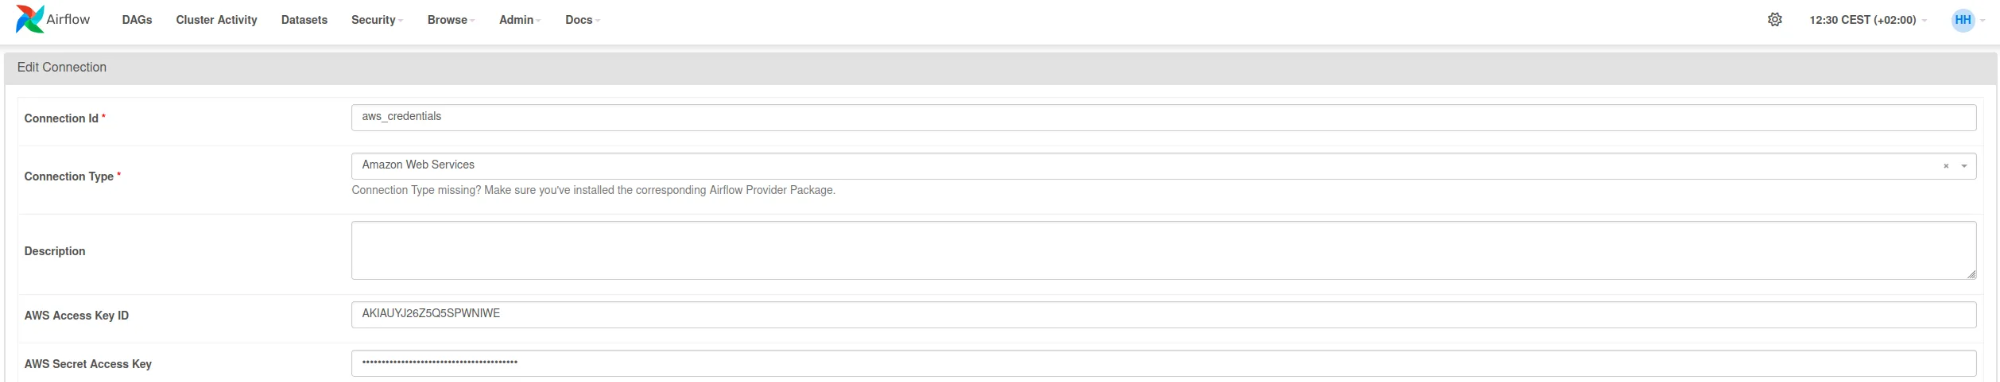 Airflow DAGs Cluster Activity Datasets Security Browse Admin Docs 12:30 CEST (+02:00) HH
Edit Connection
Connection Id * aws_credentials
Connection Type * Amazon Web Services
Connection Type missing? Make sure you've installed the corresponding Airflow Provider Package.
Description
AWS Access Key ID AKIAUYJ26Z5Q5SPWNIWE
AWS Secret Access Key ••••••••••••••••••••••••••••••••••••••••